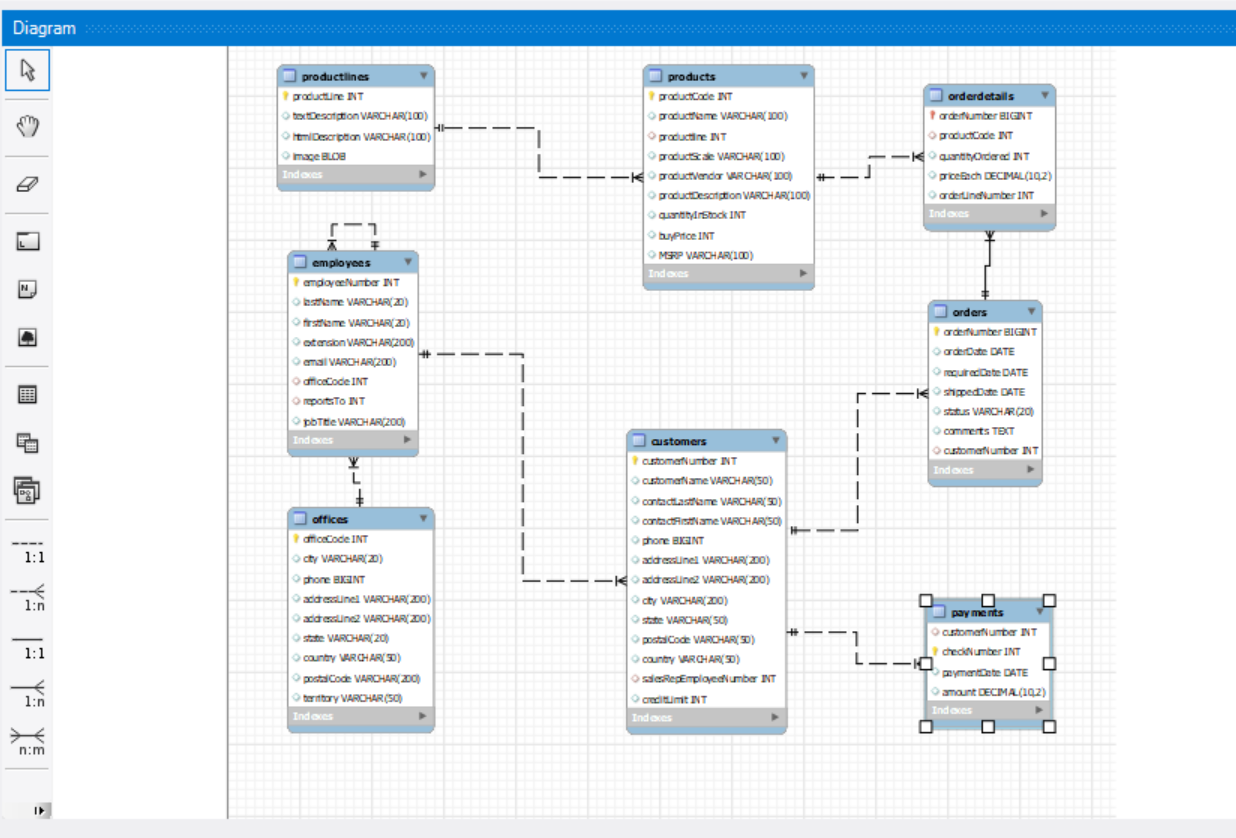 Diagram
productlines
productLine INT
textDescription VARCHAR(100)
htmlDescription VARCHAR(100)
image BLOB
Indexes
products
productCode INT
productName VARCHAR(100)
productline INT
productScale VARCHAR(100)
productVendor VARCHAR(100)
productDescription VARCHAR(100)
quantityInStock INT
buyPrice INT
MSRP VARCHAR(100)
Indexes
orderdetails
orderNumber BIGINT
productCode INT
quantityOrdered INT
priceEach DECIMAL(10,2)
orderLineNumber INT
Indexes
employees
employeeNumber INT
lastName VARCHAR(20)
firstName VARCHAR(20)
extension VARCHAR(200)
email VARCHAR(200)
officeCode INT
reportsTo INT
jobTitle VARCHAR(200)
Indexes
orders
orderNumber BIGINT
orderDate DATE
requiredDate DATE
shippedDate DATE
status VARCHAR(20)
comments TEXT
customerNumber INT
Indexes
customers
customerNumber INT
customerName VARCHAR(50)
contactLastName VARCHAR(50)
contactFirstName VARCHAR(50)
phone BIGINT
addressLine1 VARCHAR(200)
addressLine2 VARCHAR(200)
city VARCHAR(200)
state VARCHAR(50)
postalCode VARCHAR(50)
country VARCHAR(50)
salesRepEmployeeNumber INT
creditLimit INT
Indexes
offices
officeCode INT
city VARCHAR(20)
phone BIGINT
addressLine1 VARCHAR(200)
addressLine2 VARCHAR(200)
state VARCHAR(20)
country VARCHAR(50)
postalCode VARCHAR(200)
territory VARCHAR(50)
Indexes
payments
customerNumber INT
checkNumber INT
paymentDate DATE
amount DECIMAL(10,2)
Indexes
1:1
1:n
1:1
1:n
n:m